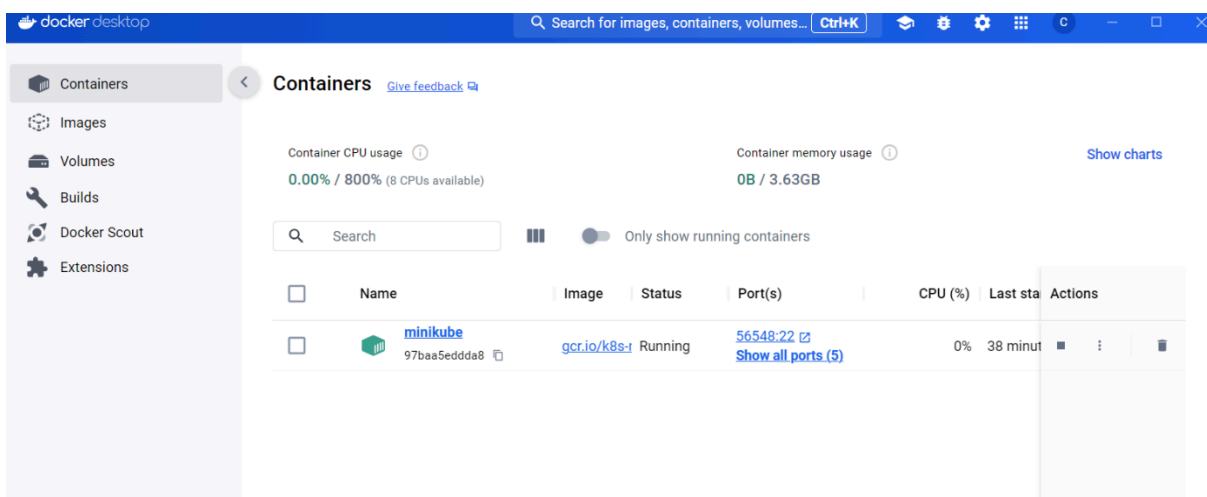 docker desktop
Search for images, containers, volumes... Ctrl+K
C
Containers
Images
Volumes
Builds
Docker Scout
Extensions
Containers Give feedback
Container CPU usage
0.00% / 800% (8 CPUs available)
Container memory usage
0B / 3.63GB
Show charts
Search
Only show running containers
Name Image Status Port(s) CPU (%) Last sta Actions
minikube
97baa5eddda8
gcr.io/k8s-r Running
56548:22
Show all ports (5)
0% 38 minut